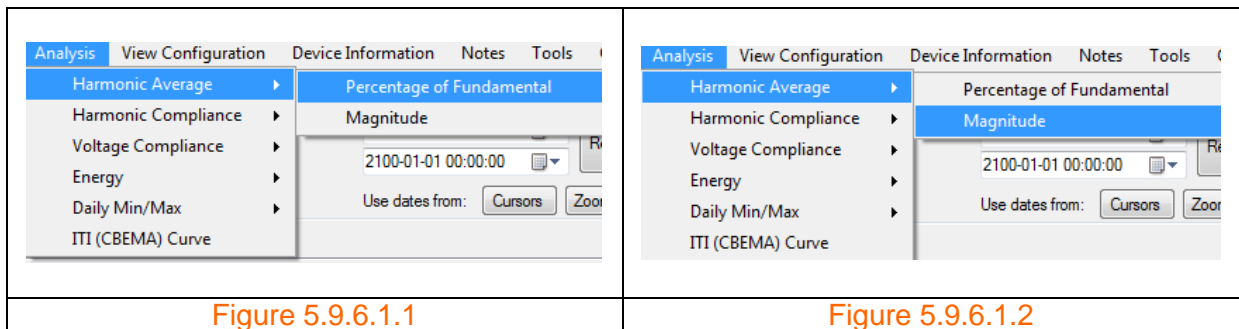 Analysis View Configuration Device Information Notes Tools
Harmonic Average
Percentage of Fundamental
Harmonic Compliance
Magnitude
Voltage Compliance
2100-01-01 00:00:00
Energy
Use dates from: Cursors
Daily Min/Max
ITI (CBEMA) Curve
Figure 5.9.6.1.1
Analysis View Configuration Device Information Notes Tools
Harmonic Average
Percentage of Fundamental
Harmonic Compliance
Magnitude
Voltage Compliance
2100-01-01 00:00:00
Energy
Use dates from: Cursors
Daily Min/Max
ITI (CBEMA) Curve
Figure 5.9.6.1.2